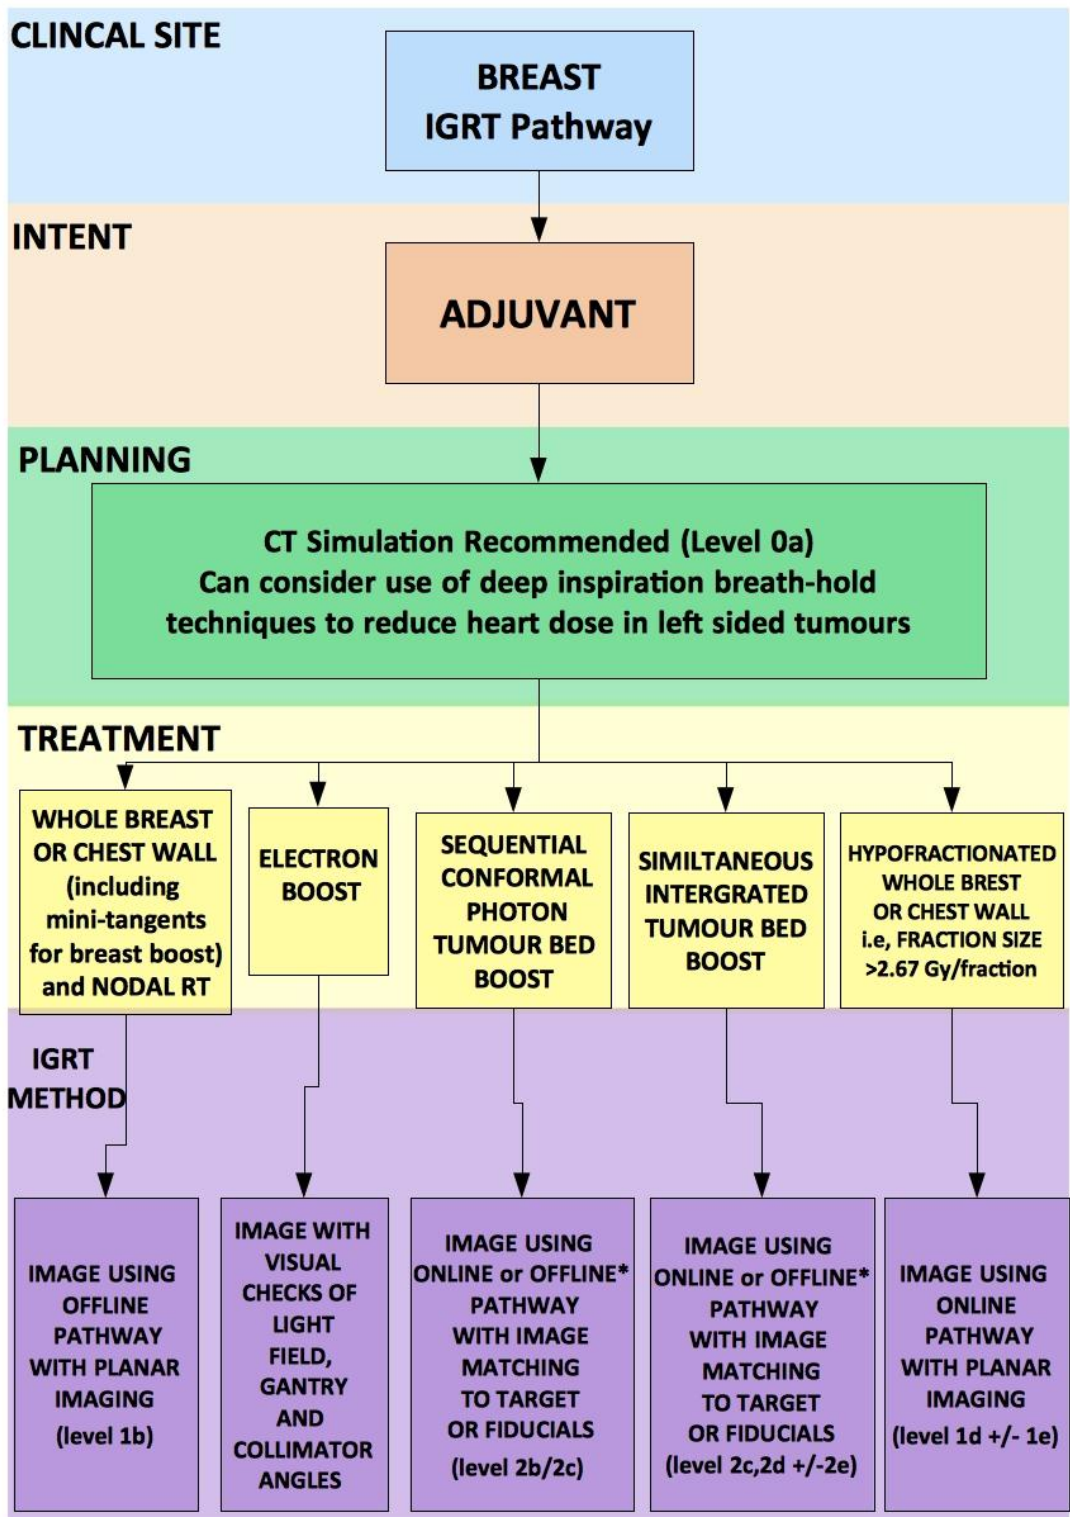 CLINCAL SITE
BREAST
IGRT Pathway
INTENT
ADJUVANT
PLANNING
CT Simulation Recommended (Level 0a)
Can consider use of deep inspiration breath-hold
techniques to reduce heart dose in left sided tumours
TREATMENT
WHOLE BREAST
OR CHEST WALL
(including
mini-tangents
for breast boost)
and NODAL RT
ELECTRON
BOOST
SEQUENTIAL
CONFORMAL
PHOTON
TUMOUR BED
BOOST
SIMILTANEOUS
INTERGRATED
TUMOUR BED
BOOST
HYPOFRACTIONATED
WHOLE BREST
OR CHEST WALL
i.e, FRACTION SIZE
>2.67 Gy/fraction
IGRT
METHOD
IMAGE USING
OFFLINE
PATHWAY
WITH PLANAR
IMAGING
(level 1b)
IMAGE WITH
VISUAL
CHECKS OF
LIGHT
FIELD,
GANTRY
AND
COLLIMATOR
ANGLES
IMAGE USING
ONLINE or OFFLINE*
PATHWAY
WITH IMAGE
MATCHING
TO TARGET
OR FIDUCIALS
(level 2b/2c)
IMAGE USING
ONLINE or OFFLINE*
PATHWAY
WITH IMAGE
MATCHING
TO TARGET
OR FIDUCIALS
(level 2c,2d +/-2e)
IMAGE USING
ONLINE
PATHWAY
WITH PLANAR
IMAGING
(level 1d +/- 1e)